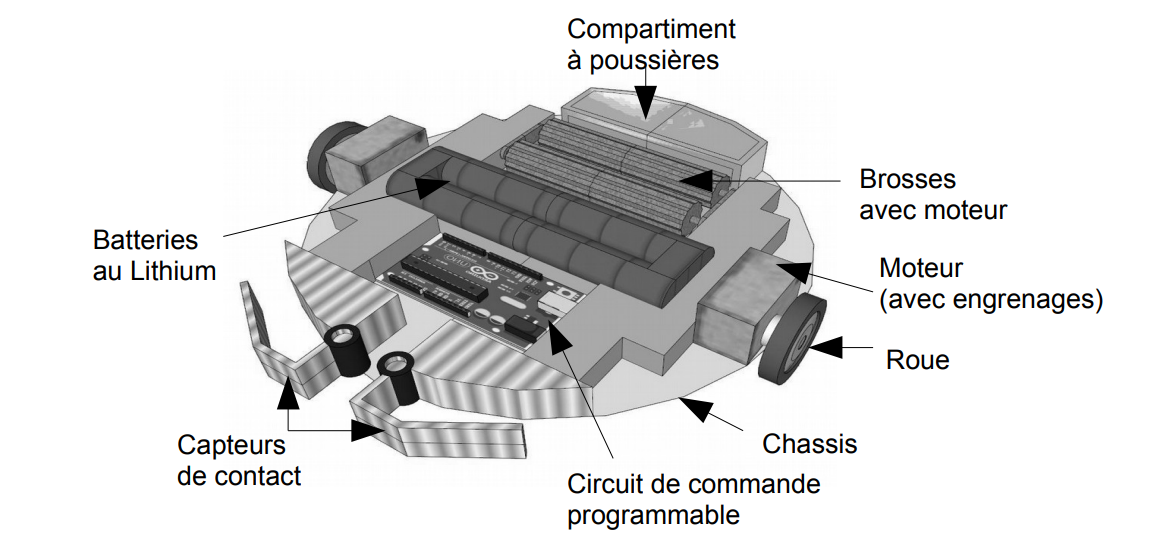 Compartiment
à poussières
Brosses
avec moteur
Batteries
au Lithium
Moteur
(avec engrenages)
Roue
Capteurs
de contact
Chassis
Circuit de commande
programmable